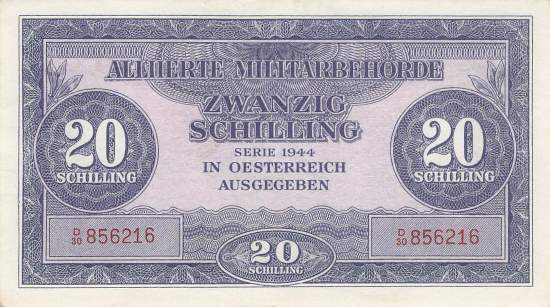 ALLIIERTE MILITÄRBEHÖRDE
ZWANZIG
SCHILLING
SERIE 1944
IN OESTERREICH
AUSGEGEBEN
20
SCHILLING
20
SCHILLING
D/30 856216
D/30 856216
20
SCHILLING